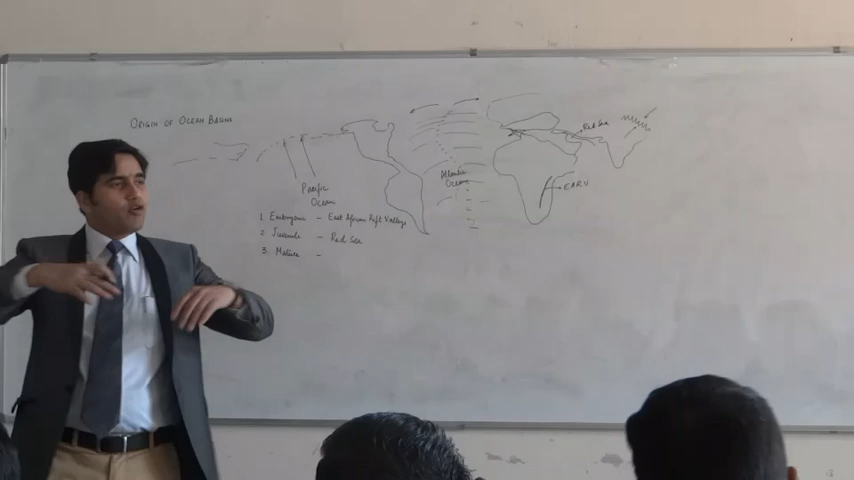 ORIGIN OF OCEAN BASINS
Red Sea
Atlantic
Ocean
Pacific
Ocean
EARV
1. Embryonic - East African Rift Valleys
2. Juvenile - Red Sea
3. Mature -